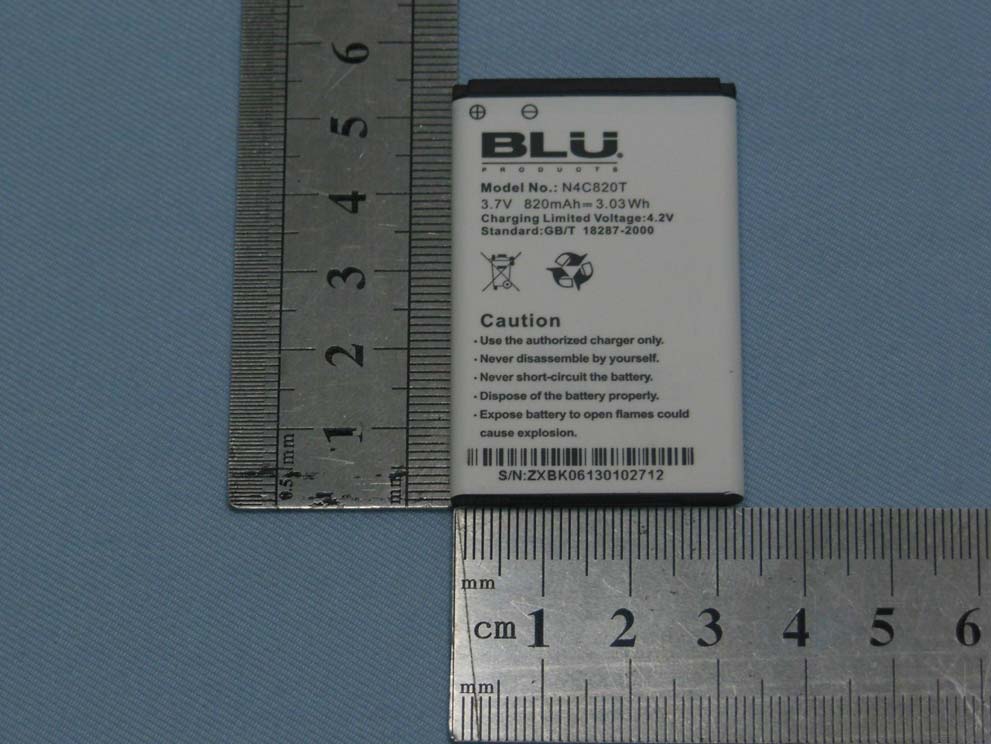 6
5
4
3
2
1
0.5 mm
mm
⊕ ⊖
BLU
PRODUCTS
Model No.: N4C820T
3.7V 820mAh=3.03Wh
Charging Limited Voltage:4.2V
Standard:GB/T 18287-2000
Caution
· Use the authorized charger only.
· Never disassemble by yourself.
· Never short-circuit the battery.
· Dispose of the battery properly.
· Expose battery to open flames could
cause explosion.
S/N:ZXBK06130102712
mm
cm 1 2 3 4 5 6
mm